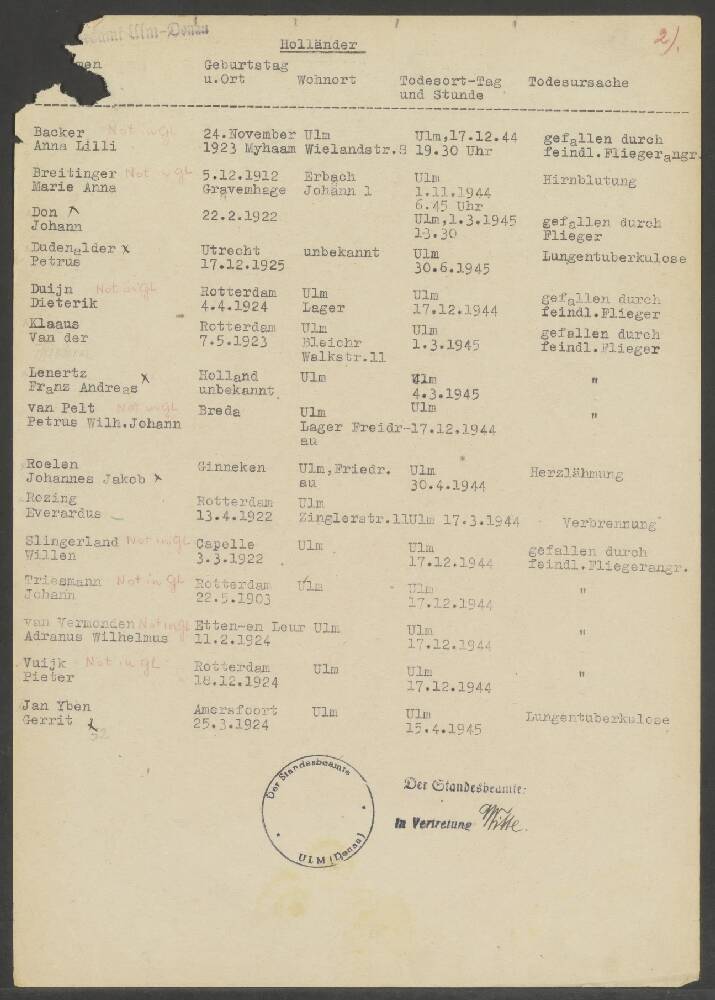 amt Ulm-Donau
2).
Holländer
men Geburtstag
u.Ort Wohnort Todesort-Tag Todesursache
und Stunde
Backer Not in GL 24.November Ulm Ulm,17.12.44 gefallen durch
Anna Lilli 1923 Myhaam Wielandstr.8 19.30 Uhr feindl.Fliegerangr.
Breitinger Not in GL 5.12.1912 Erbach Ulm Hirnblutung
Marie Anna Gravemhage Johann 1 1.11.1944
6.45 Uhr
Don 22.2.1922 Ulm,1.3.1945 gefallen durch
Johann 13.30 Flieger
Dudenalder x Utrecht unbekannt Ulm Lungentuberkulose
Petrus 17.12.1925 30.6.1945
Duijn Not in GL Rotterdam Ulm Ulm gefallen durch
Dieterik 4.4.1924 Lager 17.12.1944 feindl.Flieger
Klaaus Rotterdam Ulm Ulm gefallen durch
Van der 7.5.1923 Bleichr 1.3.1945 feindl.Flieger
Walkstr.11
Lenertz Holland Ulm Ulm "
Franz Andreas x unbekannt 4.3.1945
van Pelt Not in GL Breda Ulm Ulm "
Petrus Wilh.Johann Lager Freidr-17.12.1944
au
Roelen Ginneken Ulm,Friedr. Ulm Herzlähmung
Johannes Jakob x au 30.4.1944
Rozing Rotterdam Ulm
Everardus 13.4.1922 Zinglerstr.11Ulm 17.3.1944 Verbrennung
Slingerland Not in GL Capelle Ulm Ulm gefallen durch
Willen 3.3.1922 17.12.1944 feindl.Fliegerangr.
Triesmann Not in GL Rotterdam Ulm Ulm "
Johann 22.5.1903 17.12.1944
van Vermonden Not in GL Etten-en Leur Ulm Ulm "
Adranus Wilhelmus 11.2.1924 17.12.1944
Vuijk Not in GL Rotterdam Ulm Ulm "
Pieter 18.12.1924 17.12.1944
Jan Yben Amersfoort Ulm Ulm Lungentuberkulose
Gerrit x 25.3.1924 15.4.1945
52
Der Standesbeamte
ULM (Donau)
Der Standesbeamte:
In Vertretung Witte.